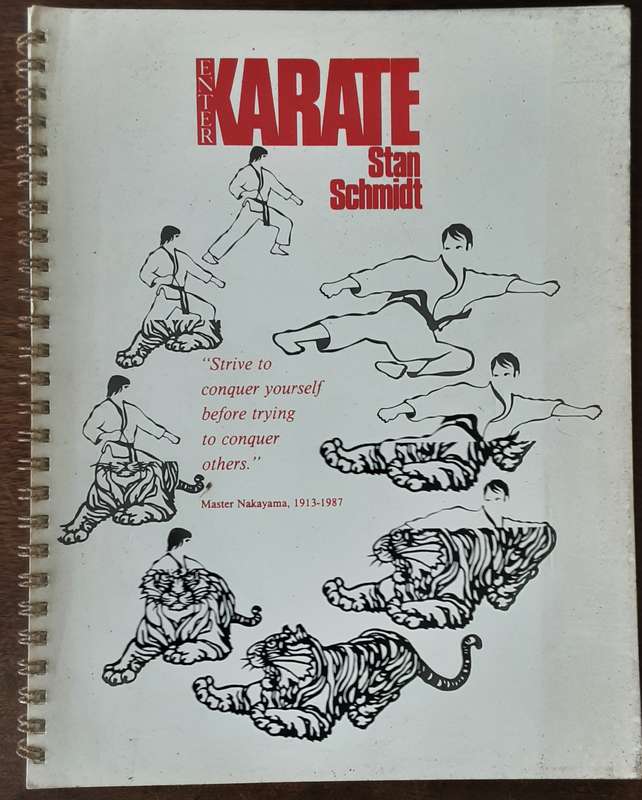 ENTER
KARATE
Stan
Schmidt
“Strive to
conquer yourself
before trying
to conquer
others.”
Master Nakayama, 1913-1987